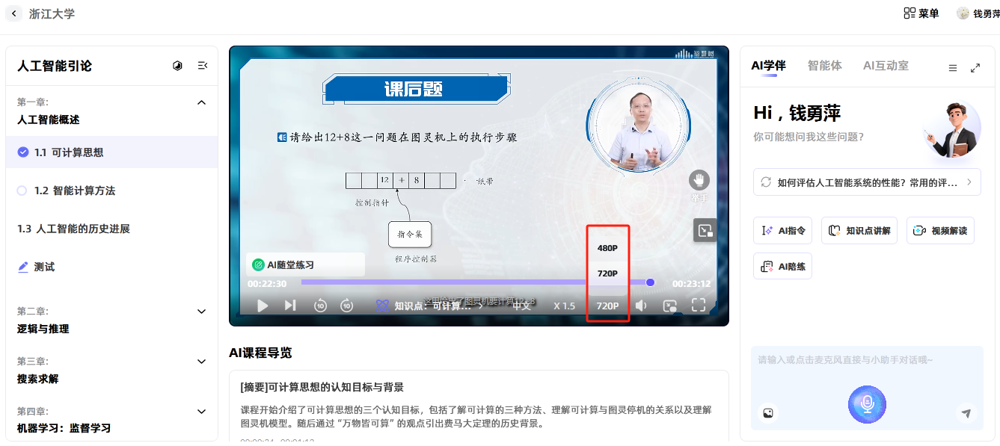 浙江大学
菜单
钱勇萍
人工智能引论
第一章:
人工智能概述
1.1 可计算思想
1.2 智能计算方法
1.3 人工智能的历史进展
测试
第二章:
逻辑与推理
第三章:
搜索求解
第四章:
机器学习：监督学习
智慧树
课后题
请给出12+8这一问题在图灵机上的执行步骤
12 + 8
纸带
控制指针
指令集
程序控制器
举手
480P
720P
AI随堂练习
00:22:30
00:23:12
10
10
知识点：可计算...
这里给出了图灵机要计算12+8
中文
X 1.5
720P
AI课程导览
[摘要]可计算思想的认知目标与背景
课程开始介绍了可计算思想的三个认知目标，包括了解可计算的三种方法、理解可计算与图灵停机的关系以及理解
图灵机模型。随后通过“万物皆可算”的观点引出费马大定理的历史背景。
AI学伴
智能体
AI互动室
Hi，钱勇萍
你可能想问我这些问题？
如何评估人工智能系统的性能？常用的评...
AI指令
知识点讲解
视频解读
AI陪练
请输入或点击麦克风直接与小助手对话哦~